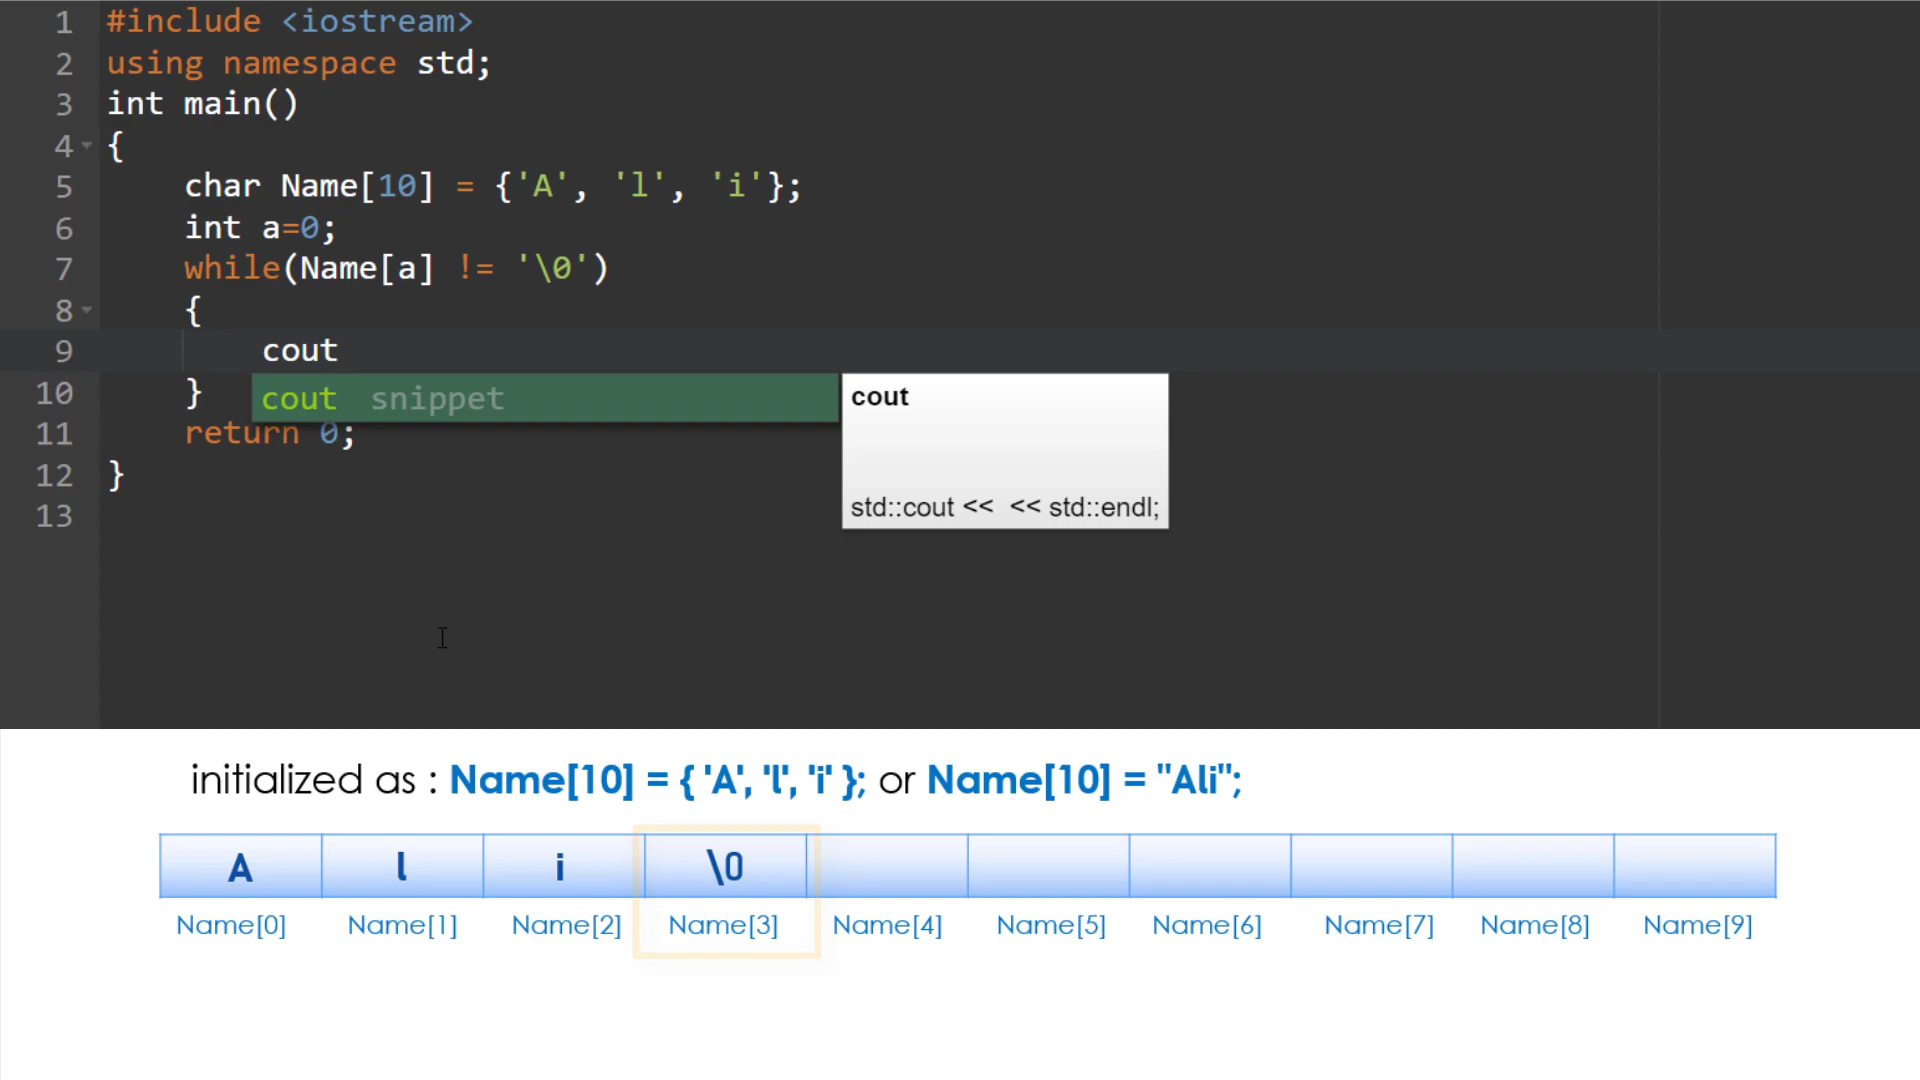 1 #include <iostream>
2 using namespace std;
3 int main()
4 {
5 char Name[10] = {'A', 'l', 'i'};
6 int a=0;
7 while(Name[a] != '\0')
8 {
9 cout
10 }
cout snippet
cout
11 return 0;
std::cout << << std::endl;
12 }
13
initialized as : Name[10] = { 'A', 'l', 'i' }; or Name[10] = "Ali";
A l i \0
Name[0] Name[1] Name[2] Name[3] Name[4] Name[5] Name[6] Name[7] Name[8] Name[9]